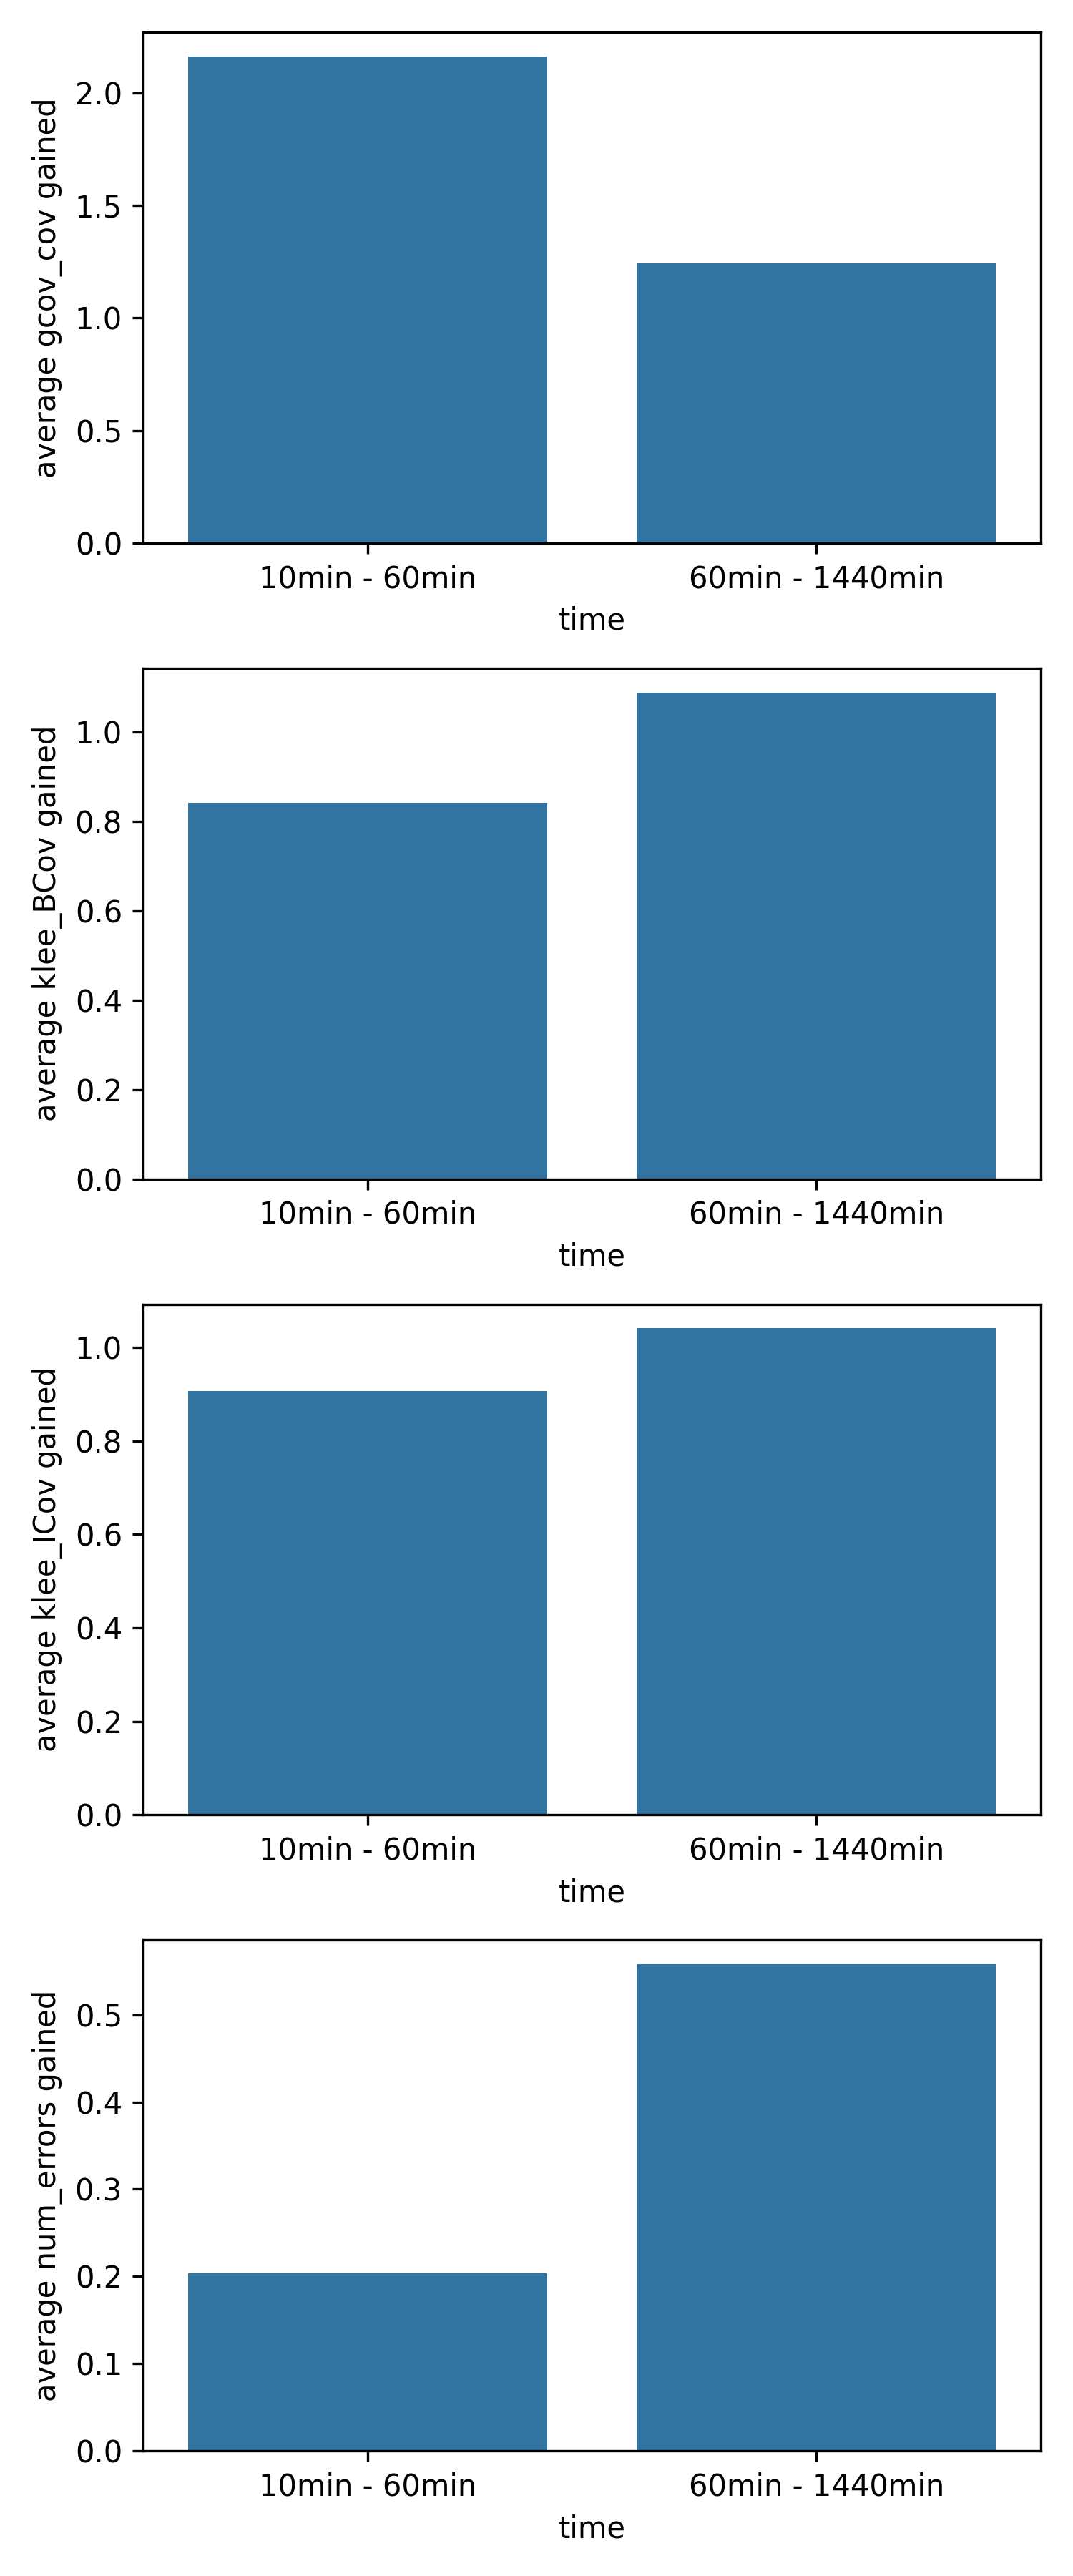 average gcov_cov gained
2.0
1.5
1.0
0.5
0.0
10min - 60min 60min - 1440min
time
average klee_BCov gained
1.0
0.8
0.6
0.4
0.2
0.0
10min - 60min 60min - 1440min
time
average klee_ICov gained
1.0
0.8
0.6
0.4
0.2
0.0
10min - 60min 60min - 1440min
time
average num_errors gained
0.5
0.4
0.3
0.2
0.1
0.0
10min - 60min 60min - 1440min
time